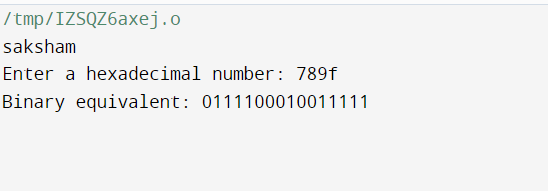 /tmp/IZSQZ6axej.o
saksham
Enter a hexadecimal number: 789f
Binary equivalent: 0111100010011111